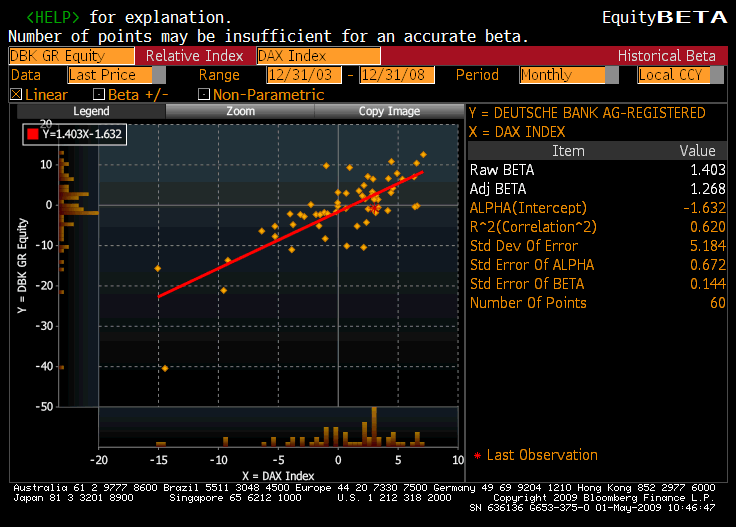 <HELP> for explanation. EquityBETA
Number of points may be insufficient for an accurate beta.
DBK GR Equity Relative Index DAX Index Historical Beta
Data Last Price Range 12/31/03 - 12/31/08 Period Monthly Local CCY
Linear Beta +/- Non-Parametric
Legend Zoom Copy Image
Y=1.403X-1.632
20
10
0
-10
-20
-30
-40
-50
Y = DBK GR Equity
-20 -15 -10 -5 0 5 10
X = DAX Index
Y = DEUTSCHE BANK AG-REGISTERED
X = DAX INDEX
Item Value
Raw BETA 1.403
Adj BETA 1.268
ALPHA(Intercept) -1.632
R^2(Correlation^2) 0.620
Std Dev Of Error 5.184
Std Error Of ALPHA 0.672
Std Error Of BETA 0.144
Number Of Points 60
* Last Observation
Australia 61 2 9777 8600 Brazil 5511 3048 4500 Europe 44 20 7330 7500 Germany 49 69 9204 1210 Hong Kong 852 2977 6000
Japan 81 3 3201 8900 Singapore 65 6212 1000 U.S. 1 212 318 2000 Copyright 2009 Bloomberg Finance L.P.
SN 636136 G653-375-0 01-May-2009 10:46:47